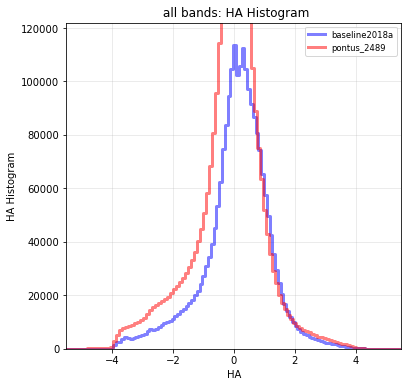 all bands: HA Histogram
baseline2018a
pontus_2489
120000
100000
80000
60000
40000
20000
0
HA Histogram
−4
−2
0
2
4
HA